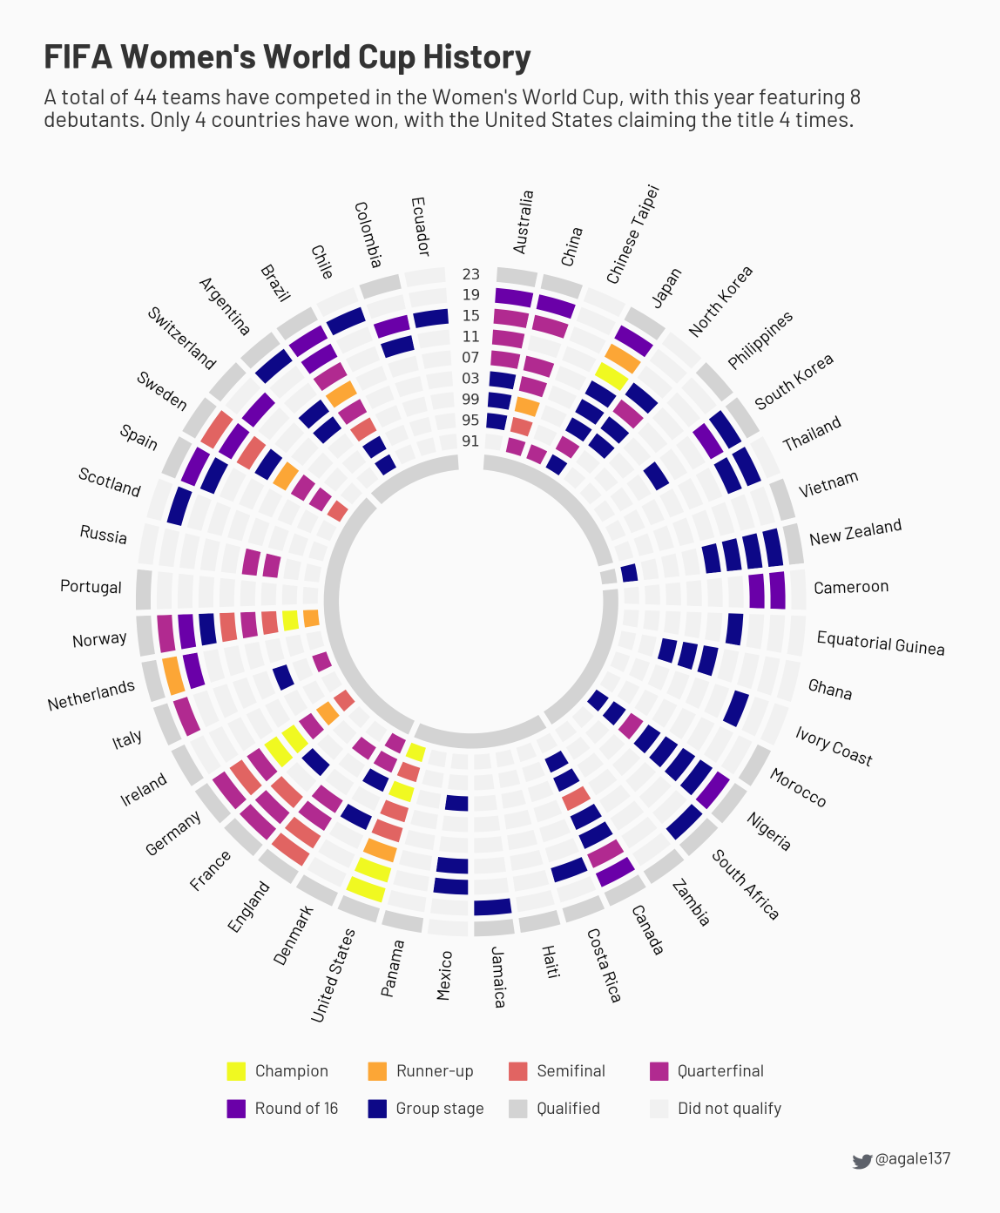 FIFA Women's World Cup History
A total of 44 teams have competed in the Women's World Cup, with this year featuring 8
debutants. Only 4 countries have won, with the United States claiming the title 4 times.
23
19
15
11
07
03
99
95
91
Australia
China
Chinese Taipei
Japan
North Korea
Philippines
South Korea
Thailand
Vietnam
New Zealand
Cameroon
Equatorial Guinea
Ghana
Ivory Coast
Morocco
Nigeria
South Africa
Zambia
Canada
Costa Rica
Haiti
Jamaica
Mexico
Panama
United States
Denmark
England
France
Germany
Ireland
Italy
Netherlands
Norway
Portugal
Russia
Scotland
Spain
Sweden
Switzerland
Argentina
Brazil
Chile
Colombia
Ecuador
Champion
Runner-up
Semifinal
Quarterfinal
Round of 16
Group stage
Qualified
Did not qualify
@agale137